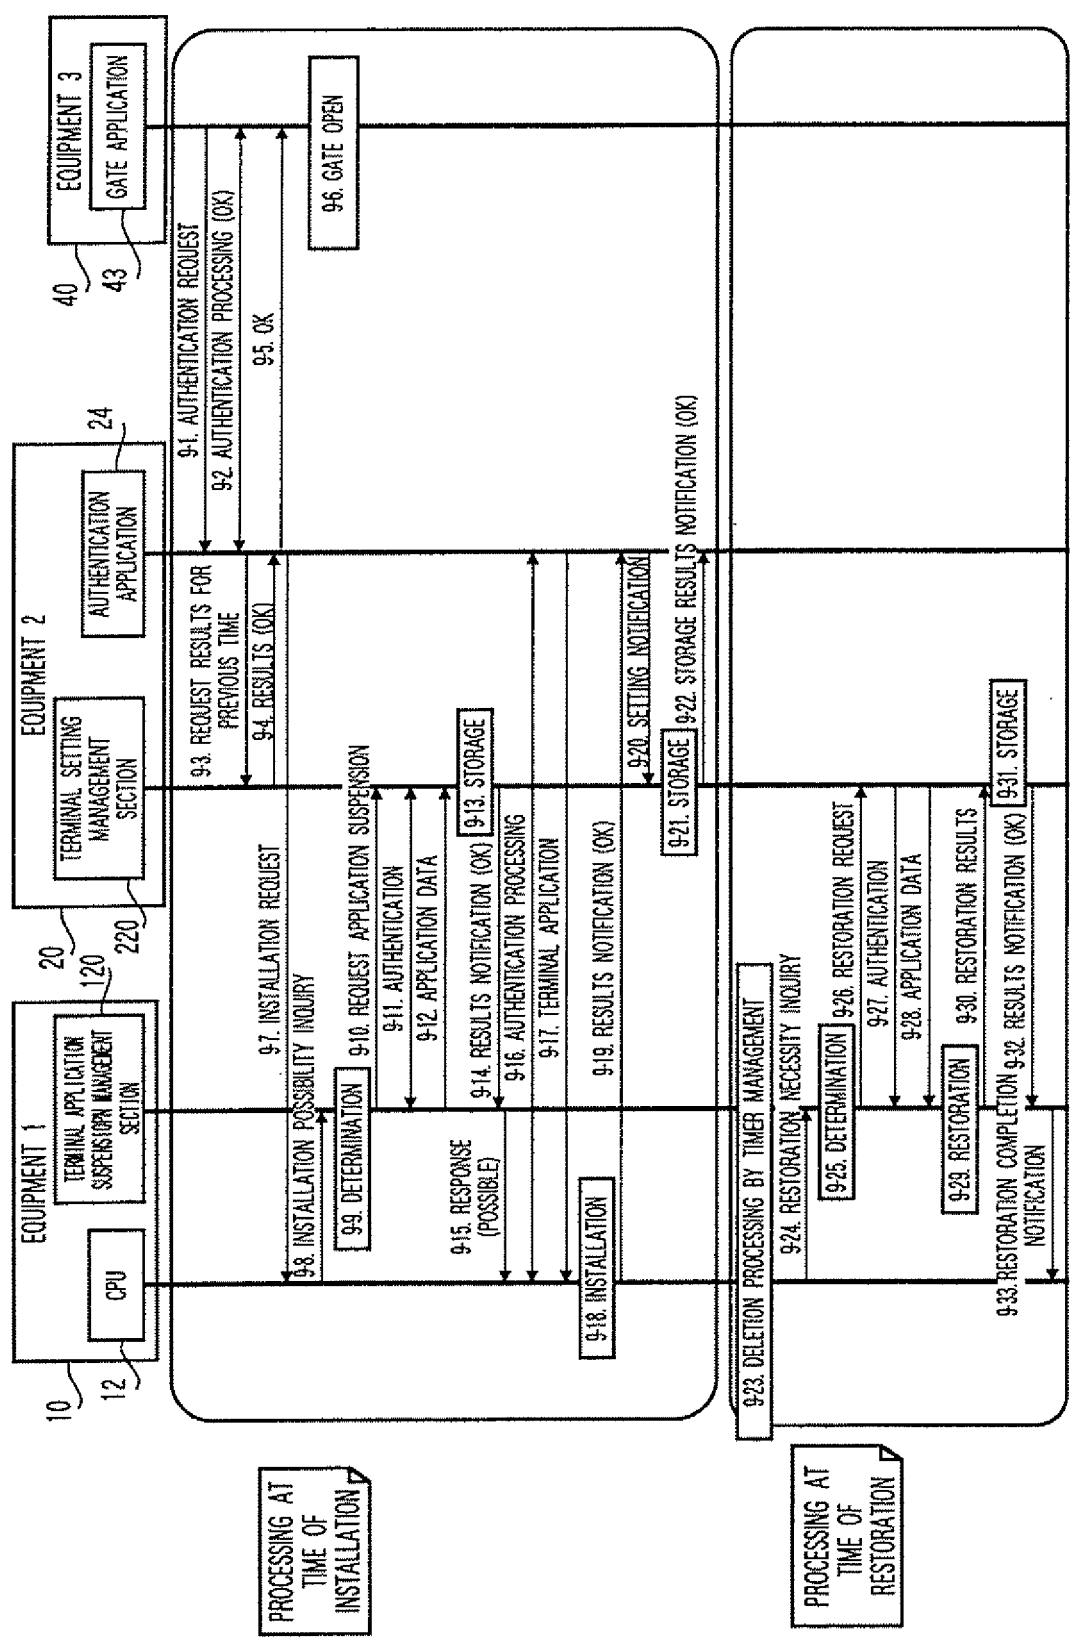 EQUIPMENT 1
CPU
TERMINAL APPLICATION
SUSPENSTOPN MANAGEMENT
SECTION
10
12
120
EQUIPMENT 2
TERMINAL SETTING
MANAGEMENT
SECTION
AUTHENTICATION
APPLICATION
20
220
24
EQUIPMENT 3
GATE APPLICATION
40
43
PROCESSING AT
TIME OF
INSTALLATION
9-1. AUTHENTICATION REQUEST
9-2. AUTHENTICATION PROCESSING (OK)
9-3. REQUEST RESULTS FOR
PREVIOUS TIME
9-4. RESULTS (OK)
9-5. OK
9-6. GATE OPEN
9-7. INSTALLATION REQUEST
9-8. INSTALLATION POSSIBILITY INQUIRY
9-9. DETERMINATION
9-10. REQUEST APPLICATION SUSPENSION
9-11. AUTHENTICATION
9-12. APPLICATION DATA
9-13. STORAGE
9-14. RESULTS NOTIFICATION (OK)
9-15. RESPONSE
(POSSIBLE)
9-16. AUTHENTICATION PROCESSING
9-17. TERMINAL APPLICATION
9-18. INSTALLATION
9-19. RESULTS NOTIFICATION (OK)
9-20. SETTING NOTIFICATION
9-21. STORAGE
9-22. STORAGE RESULTS NOTIFICATION (OK)
PROCESSING AT
TIME OF
RESTORATION
9-23. DELETION PROCESSING BY TIMER MANAGEMENT
9-24. RESTORATION NECESSITY INQUIRY
9-25. DETERMINATION
9-26. RESTORATION REQUEST
9-27. AUTHENTICATION
9-28. APPLICATION DATA
9-29. RESTORATION
9-30. RESTORATION RESULTS
9-31. STORAGE
9-32. RESULTS NOTIFICATION (OK)
9-33. RESTORATION COMPLETION
NOTIFICATION